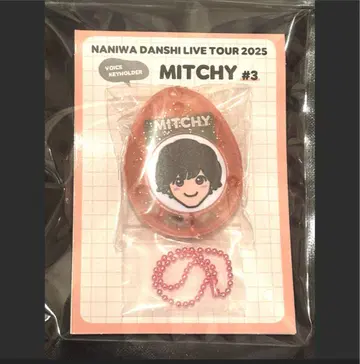 NANIWA DANSHI LIVE TOUR 2025
VOICE
KEYHOLDER
MITCHY #3
MITCHY